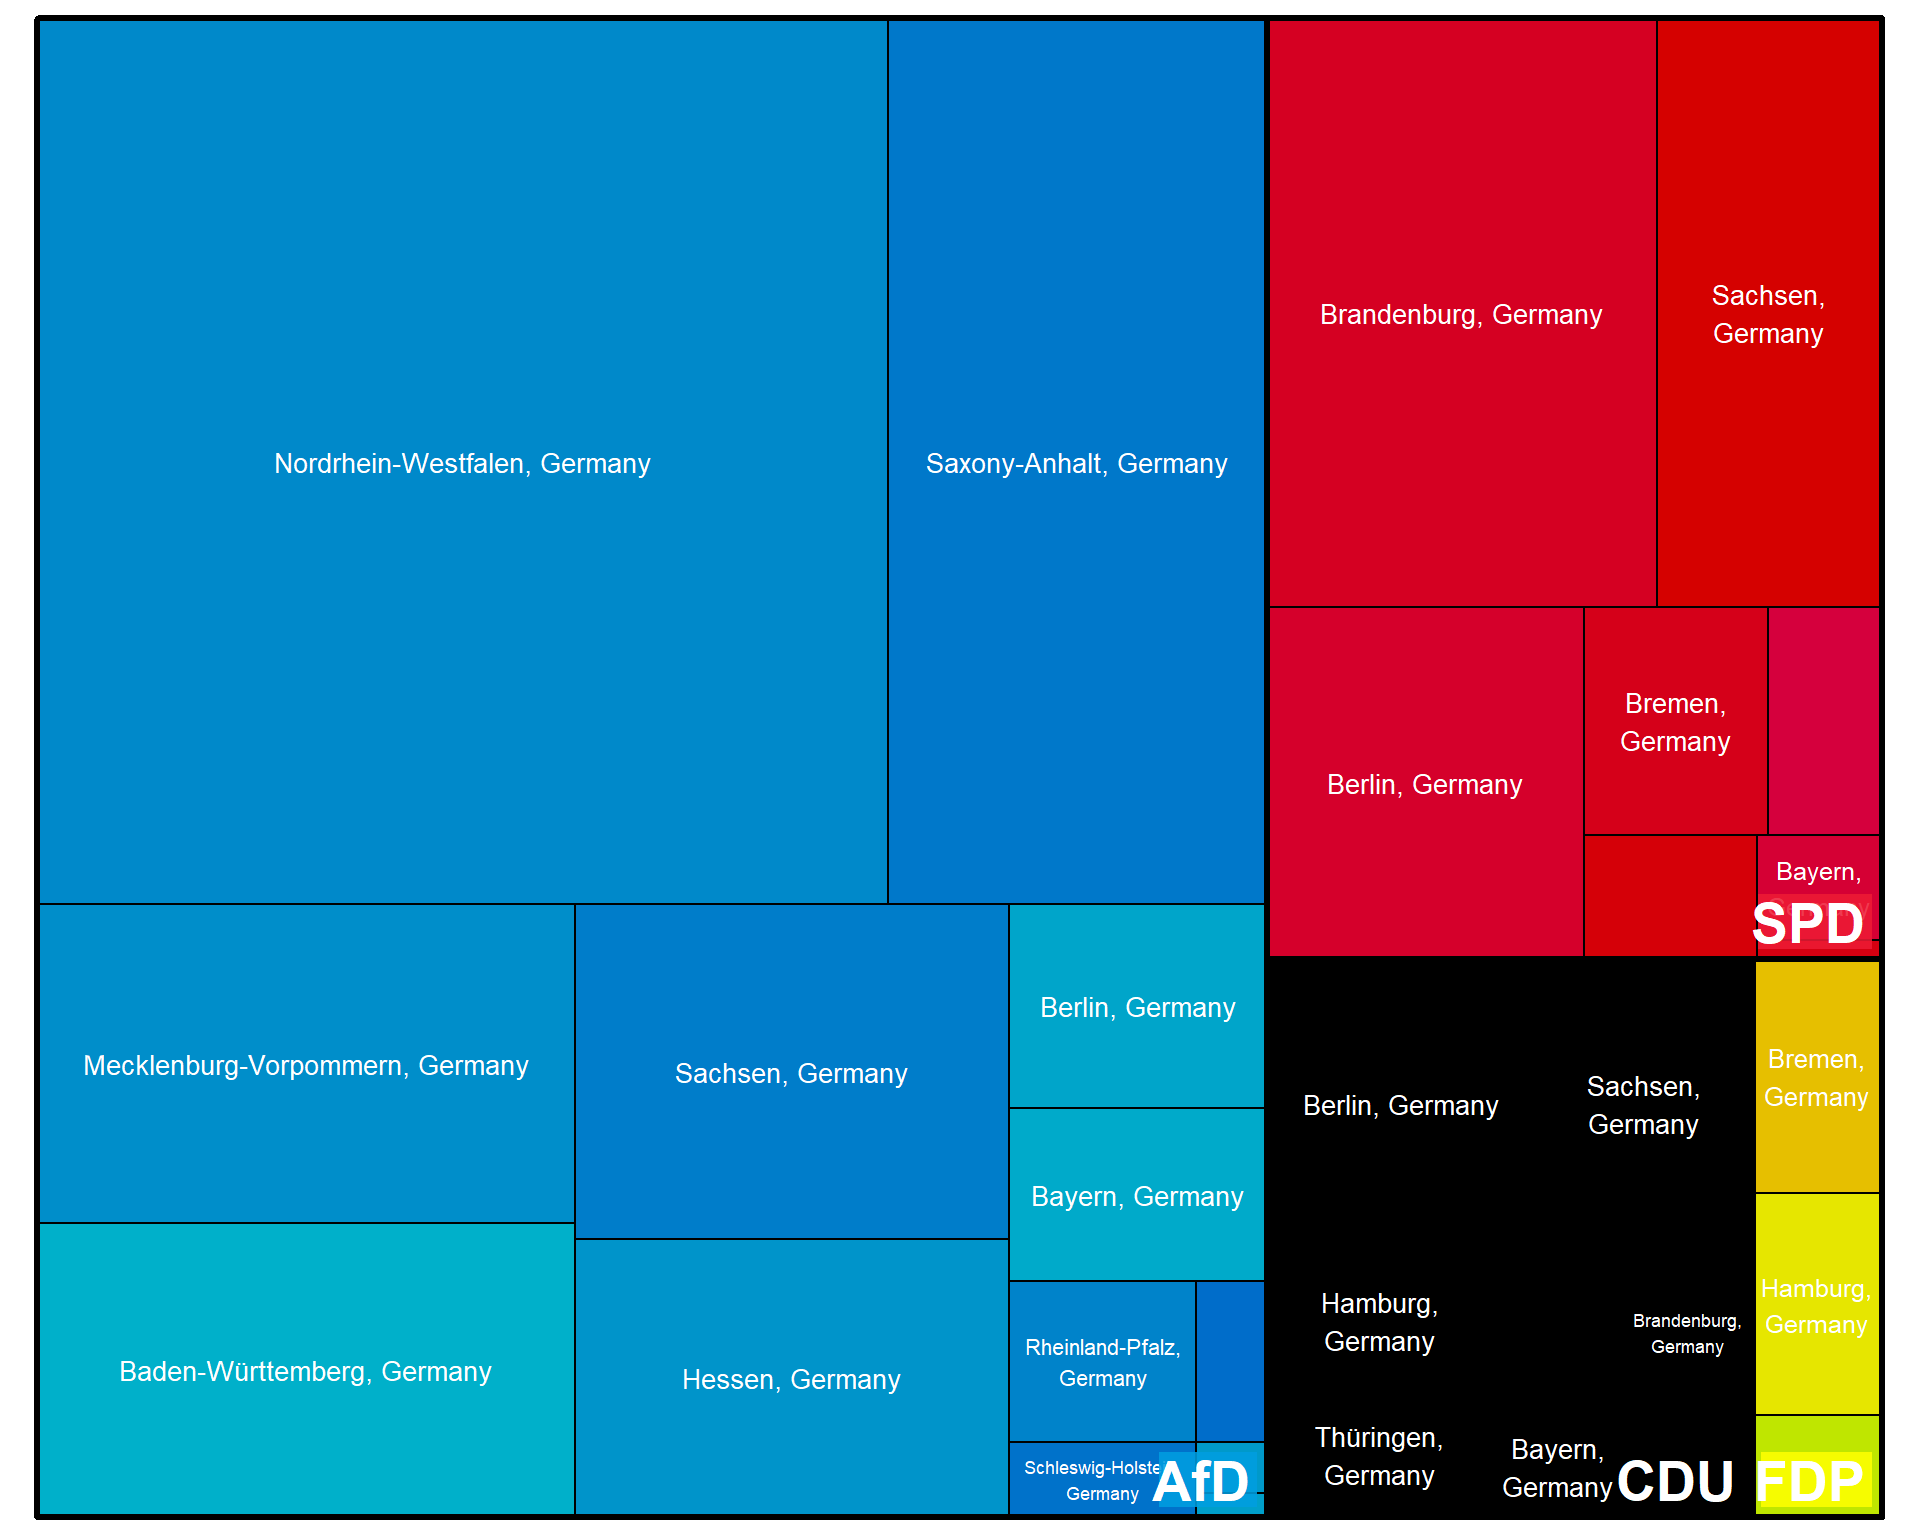 Nordrhein-Westfalen, Germany
Saxony-Anhalt, Germany
Mecklenburg-Vorpommern, Germany
Baden-Württemberg, Germany
Sachsen, Germany
Hessen, Germany
Berlin, Germany
Bayern, Germany
Rheinland-Pfalz,
Germany
Schleswig-Holste
Germany
AfD
Brandenburg, Germany
Sachsen,
Germany
Berlin, Germany
Bremen,
Germany
Bayern,
SPD
Berlin, Germany
Sachsen,
Germany
Hamburg,
Germany
Brandenburg,
Germany
Thüringen,
Germany
Bayern,
Germany
CDU
Bremen,
Germany
Hamburg,
Germany
FDP